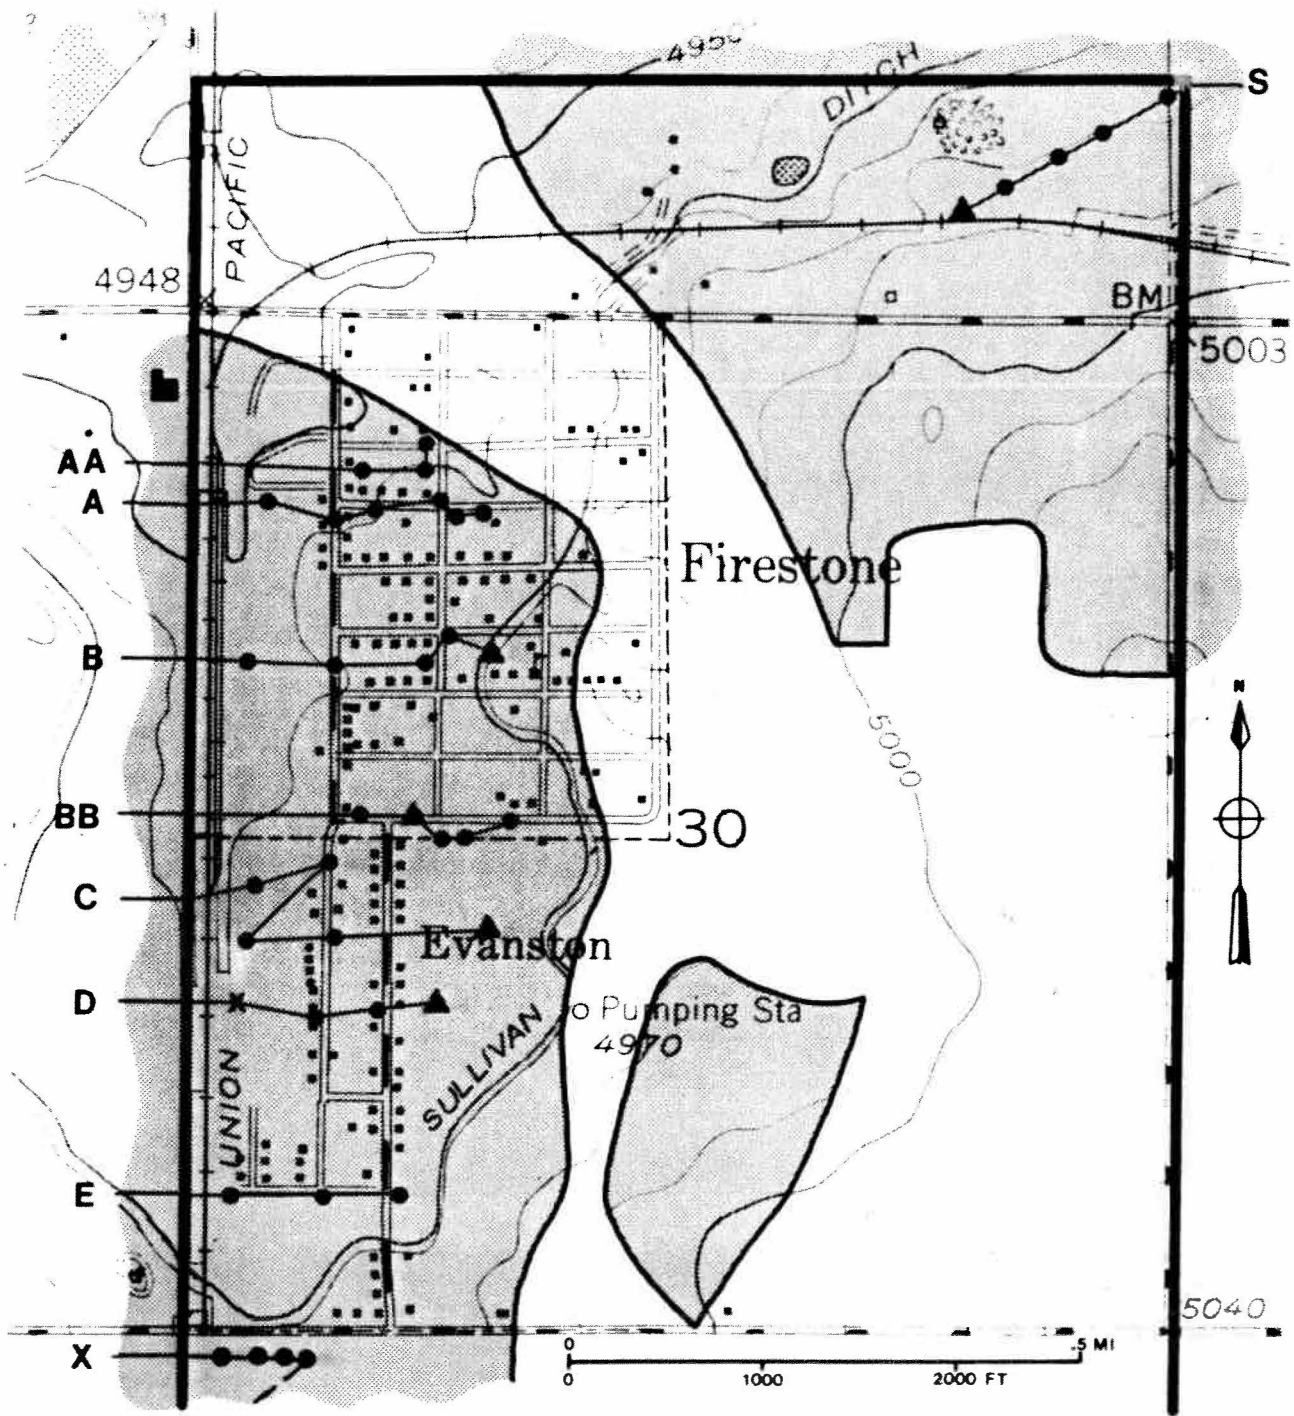 4950
S
DITCH
PACIFIC
4948
BM
5003
AA
A
Firestone
B
N
5000
BB
30
C
Evanston
D
X
o Pumping Sta
4970
SULLIVAN
UNION
E
5040
X
0 .5 MI
0 1000 2000 FT